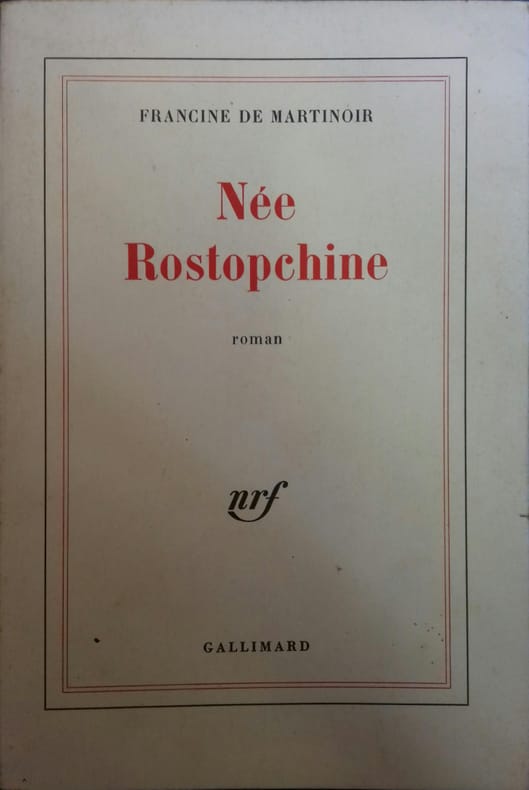 FRANCINE DE MARTINOIR
Née
Rostopchine
roman
nrf
GALLIMARD